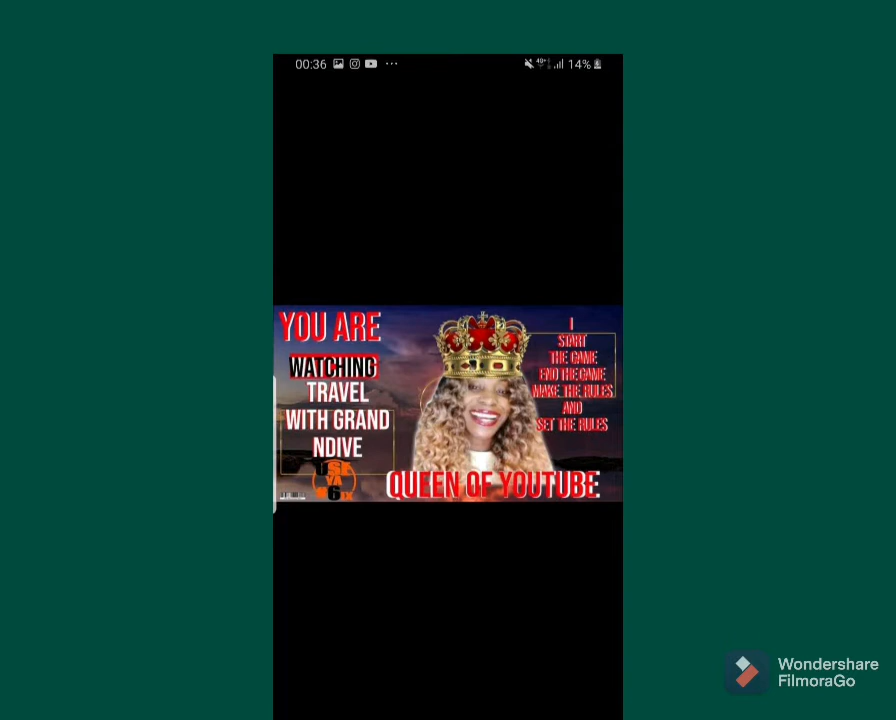 00:36
4G+
14%
YOU ARE
WATCHING
TRAVEL
WITH GRAND
NDIVE
I
START
THE GAME
END THE GAME
MAKE THE RULES
AND
SET THE RULES
QUEEN OF YOUTUBE
Wondershare
FilmoraGo